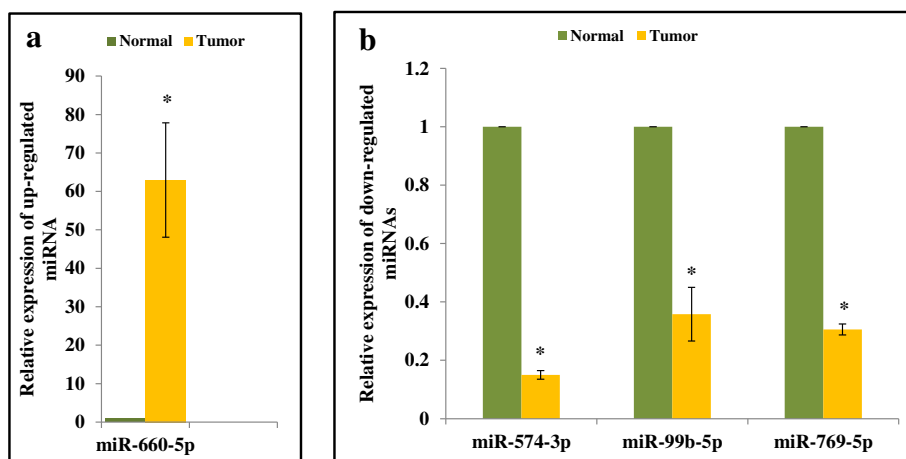 a
Normal Tumor
Relative expression of up-regulated
miRNA
90
80
70
60
50
40
30
20
10
0
*
miR-660-5p
b
Normal Tumor
Relative expression of down-regulated
miRNAs
1.2
1
0.8
0.6
0.4
0.2
0
*
*
*
miR-574-3p miR-99b-5p miR-769-5p